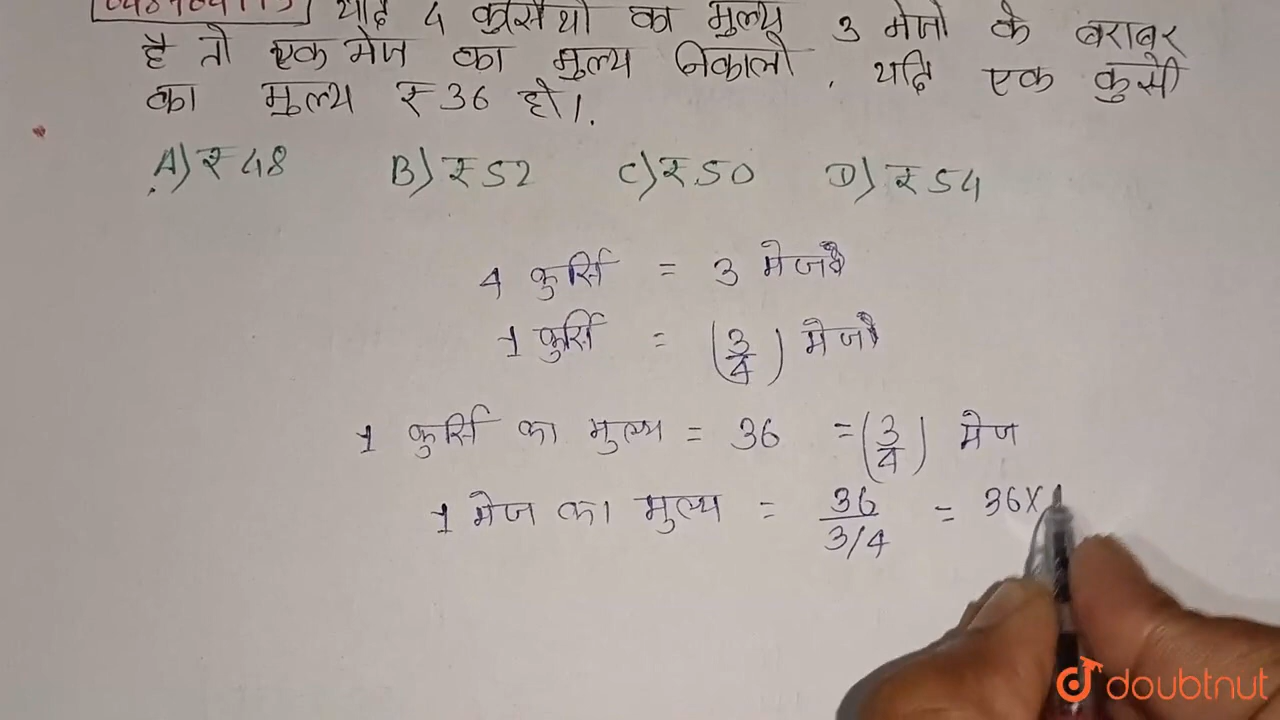 यदि 4 कुर्सियो का मुल्य 3 मेजो के बराबर
है तो एक मेज का मुल्य निकालो, यदि एक कुर्सी
का मुल्य ₹36 हो।.
A) ₹48 B) ₹52 C) ₹50 D) ₹54
4 कुर्सि = 3 मेज
1 कुर्सि = (3/4) मेजो
1 कुर्सि का मुल्य = 36 = (3/4) मेज
1 मेज का मुल्य = 36 / 3/4 = 36×
doubtnut